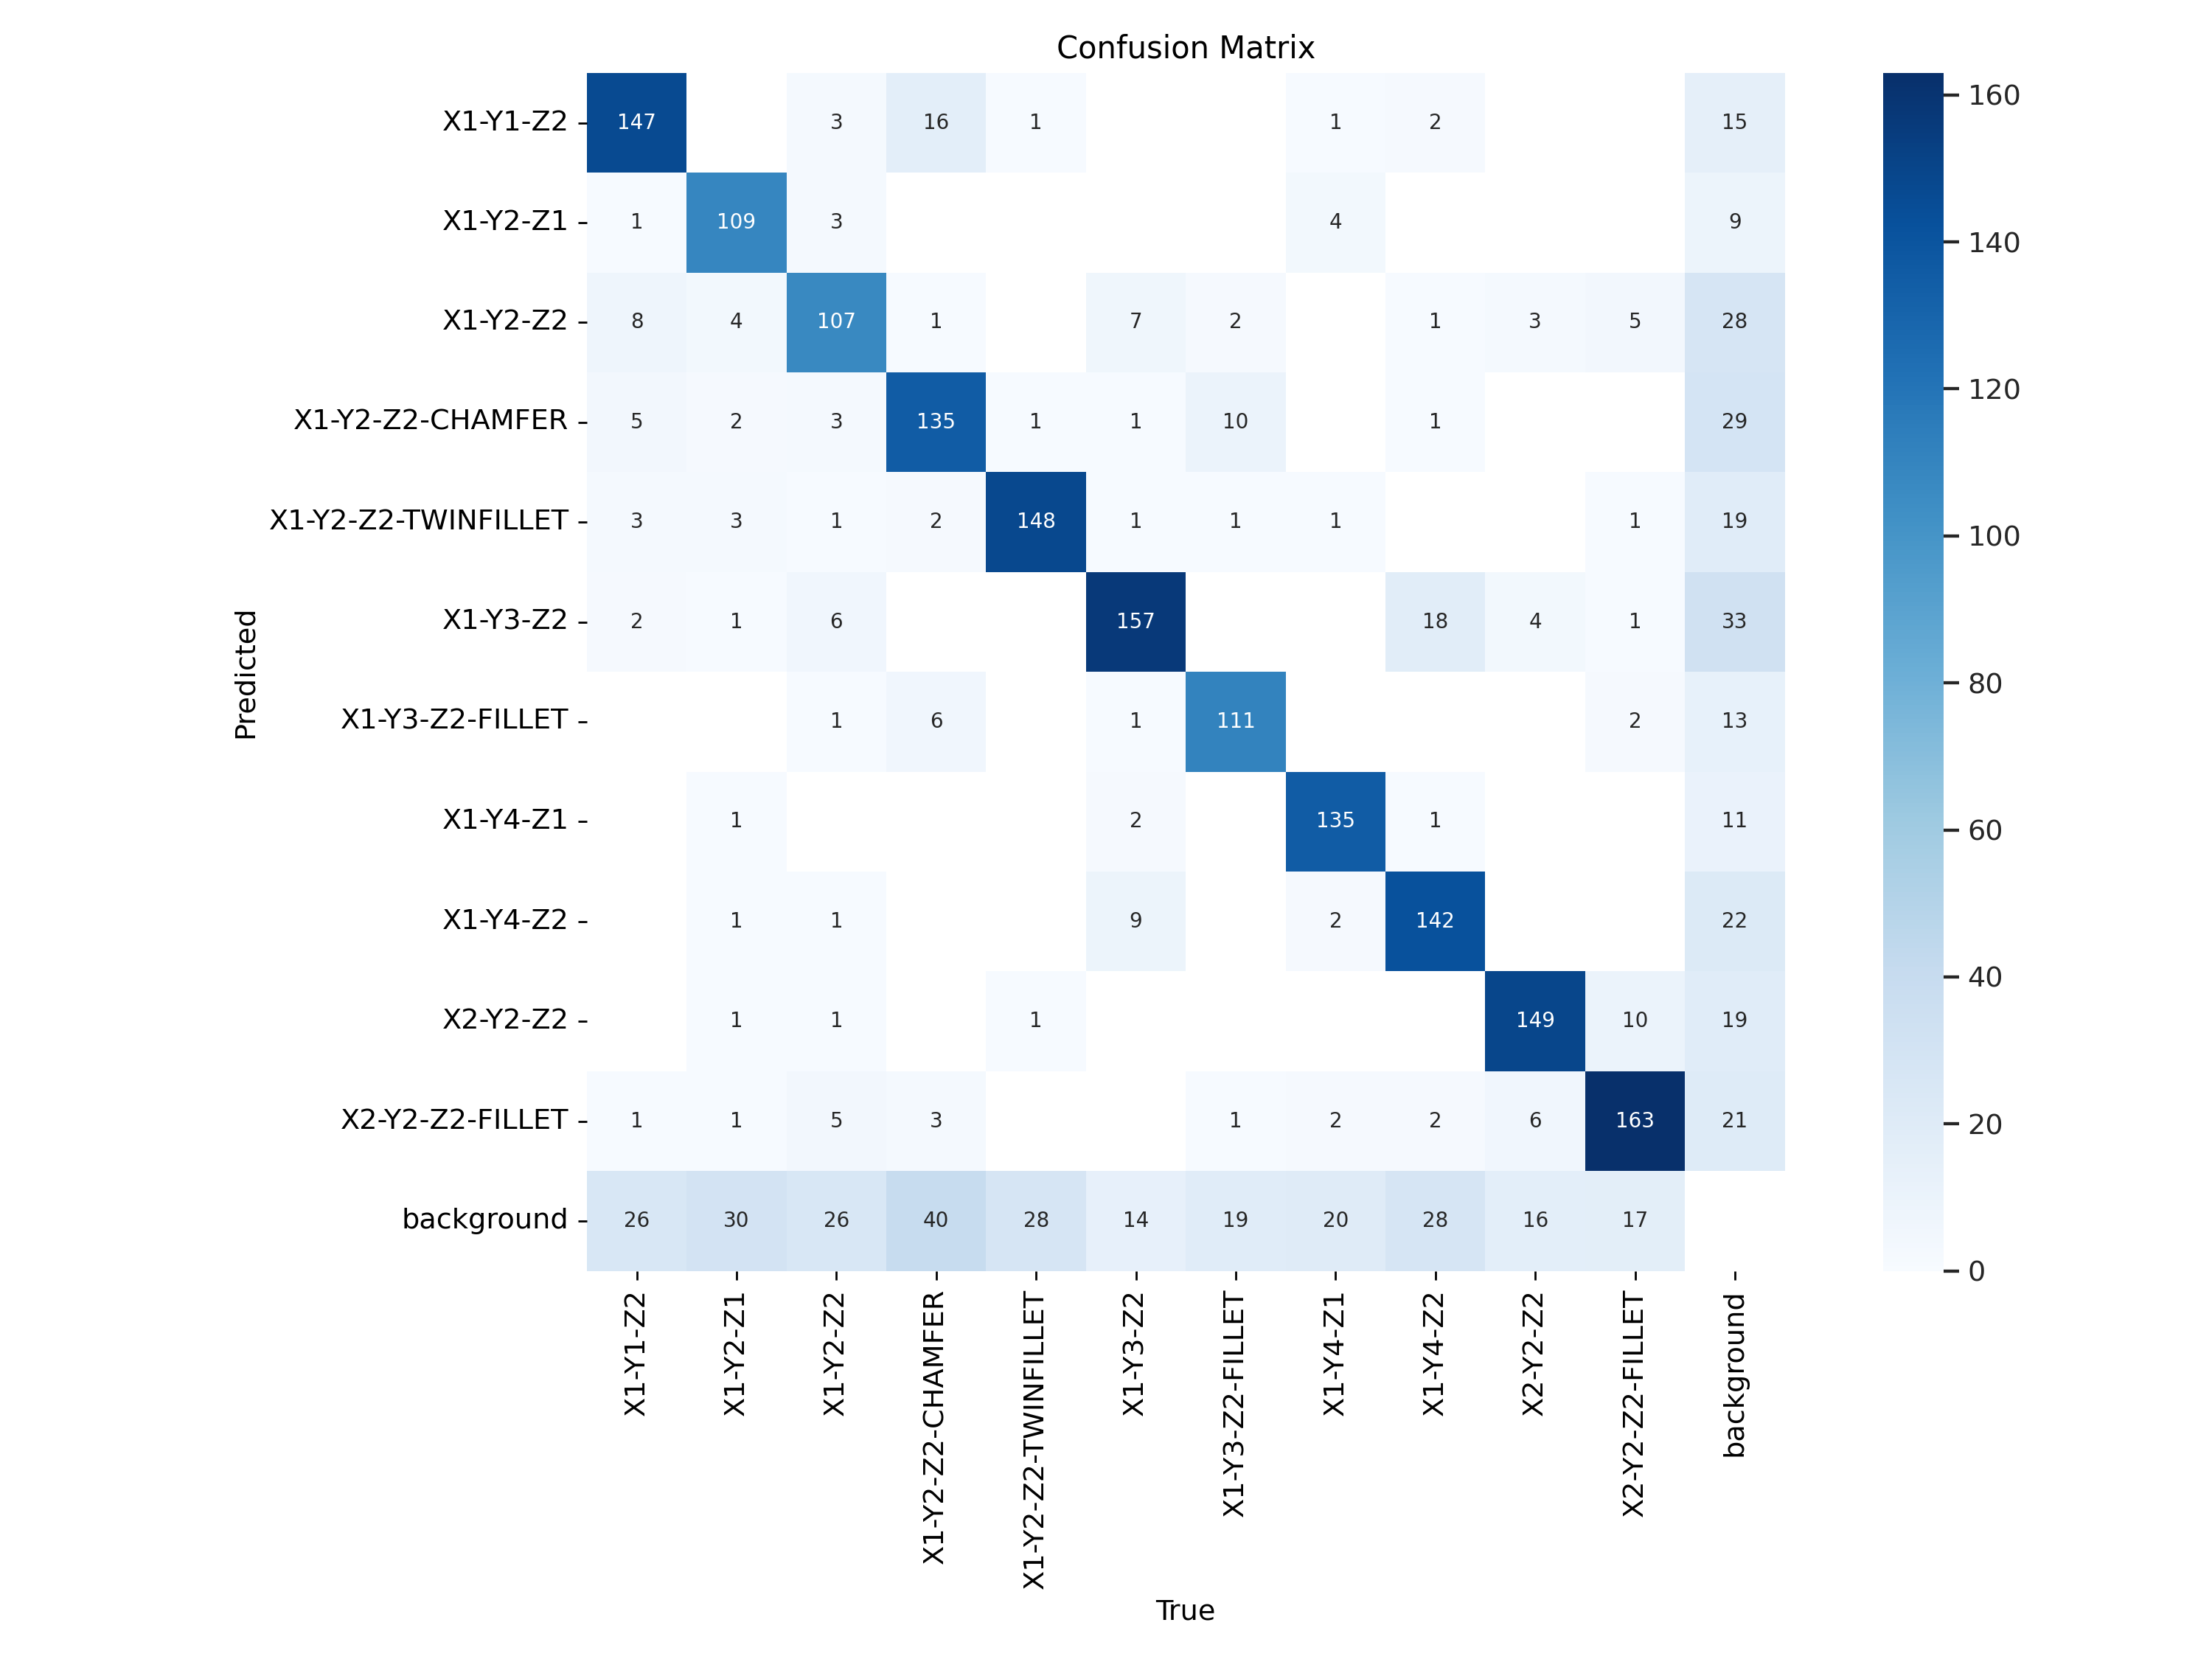 Confusion Matrix
X1-Y1-Z2 147 3 16 1 1 2 15
X1-Y2-Z1 1 109 3 4 9
X1-Y2-Z2 8 4 107 1 7 2 1 3 5 28
X1-Y2-Z2-CHAMFER 5 2 3 135 1 1 10 1 29
X1-Y2-Z2-TWINFILLET 3 3 1 2 148 1 1 1 1 19
X1-Y3-Z2 2 1 6 157 18 4 1 33
X1-Y3-Z2-FILLET 1 6 1 111 2 13
X1-Y4-Z1 1 2 135 1 11
X1-Y4-Z2 1 1 9 2 142 22
X2-Y2-Z2 1 1 1 149 10 19
X2-Y2-Z2-FILLET 1 1 5 3 1 2 2 6 163 21
background 26 30 26 40 28 14 19 20 28 16 17
Predicted
X1-Y1-Z2
X1-Y2-Z1
X1-Y2-Z2
X1-Y2-Z2-CHAMFER
X1-Y2-Z2-TWINFILLET
X1-Y3-Z2
X1-Y3-Z2-FILLET
X1-Y4-Z1
X1-Y4-Z2
X2-Y2-Z2
X2-Y2-Z2-FILLET
background
True
160
140
120
100
80
60
40
20
0